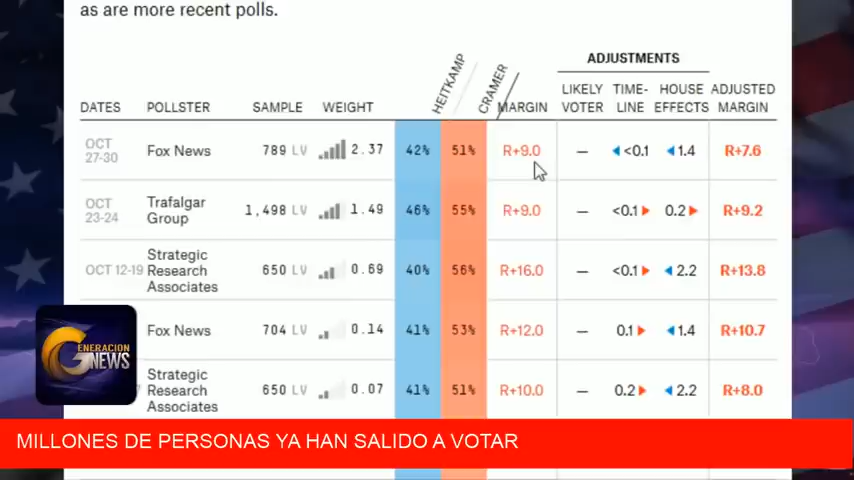 as are more recent polls.
ADJUSTMENTS
HEITKAMP
CRAMER
LIKELY TIME- HOUSE ADJUSTED
DATES POLLSTER SAMPLE WEIGHT MARGIN VOTER LINE EFFECTS MARGIN
OCT
27-30 Fox News 789 LV 2.37 42% 51% R+9.0 — <0.1 1.4 R+7.6
OCT
23-24 Trafalgar
Group 1,498 LV 1.49 46% 55% R+9.0 — <0.1 0.2 R+9.2
OCT 12-19 Strategic
Research
Associates 650 LV 0.69 40% 56% R+16.0 — <0.1 2.2 R+13.8
Fox News 704 LV 0.14 41% 53% R+12.0 — 0.1 1.4 R+10.7
Strategic
Research
Associates 650 LV 0.07 41% 51% R+10.0 — 0.2 2.2 R+8.0
GENERACION
NEWS
MILLONES DE PERSONAS YA HAN SALIDO A VOTAR